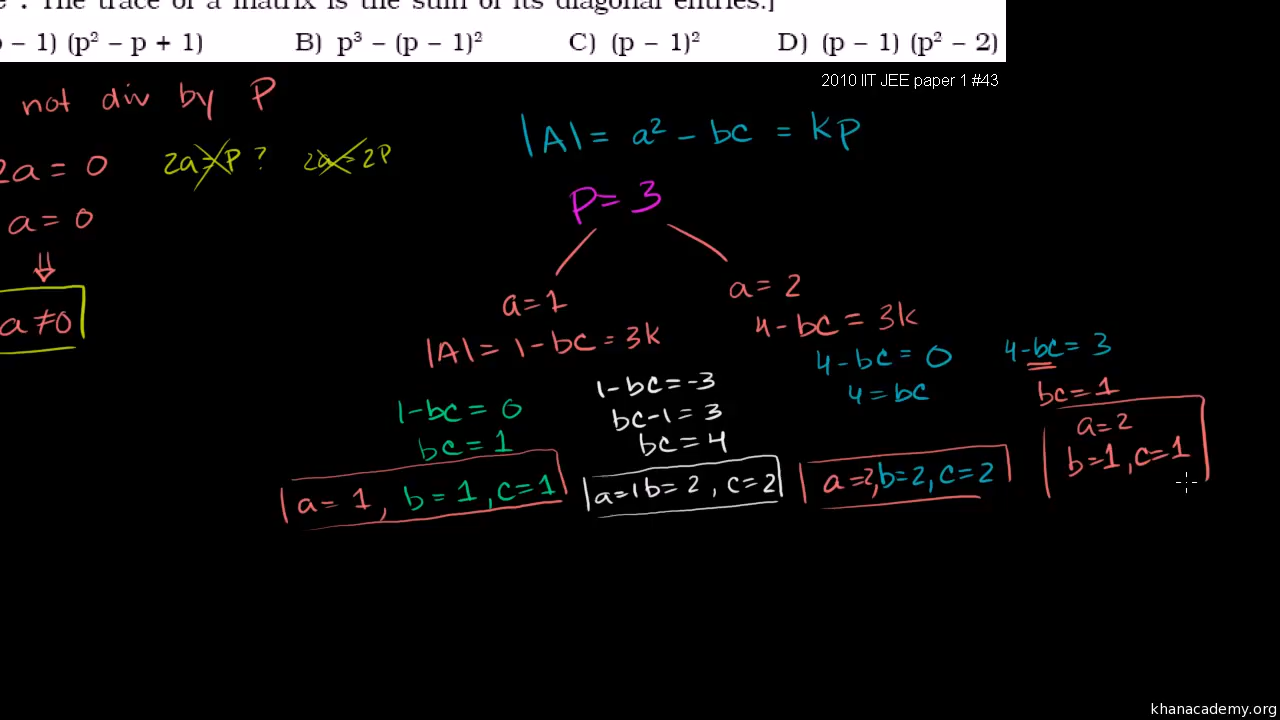 : The trace of a matrix is the sum of its diagonal entries.]
– 1) (p² – p + 1) B) p³ – (p – 1)² C) (p – 1)² D) (p – 1) (p² – 2)
2010 IIT JEE paper 1 #43
not div by P
|A| = a² - bc = kp
2a = 0 2a = P ? 2a = 2P
a = 0
P = 3
a ≠ 0
a = 1 a = 2
|A| = 1 - bc = 3k 4 - bc = 3k
4 - bc = 0 4 - bc = 3
1 - bc = 0 1 - bc = -3 4 = bc bc = 1
bc = 1 bc - 1 = 3 a = 2
bc = 4 b = 1, c = 1
a = 1, b = 1, c = 1 a = 1 b = 2, c = 2 a = 2, b = 2, c = 2
khanacademy.org